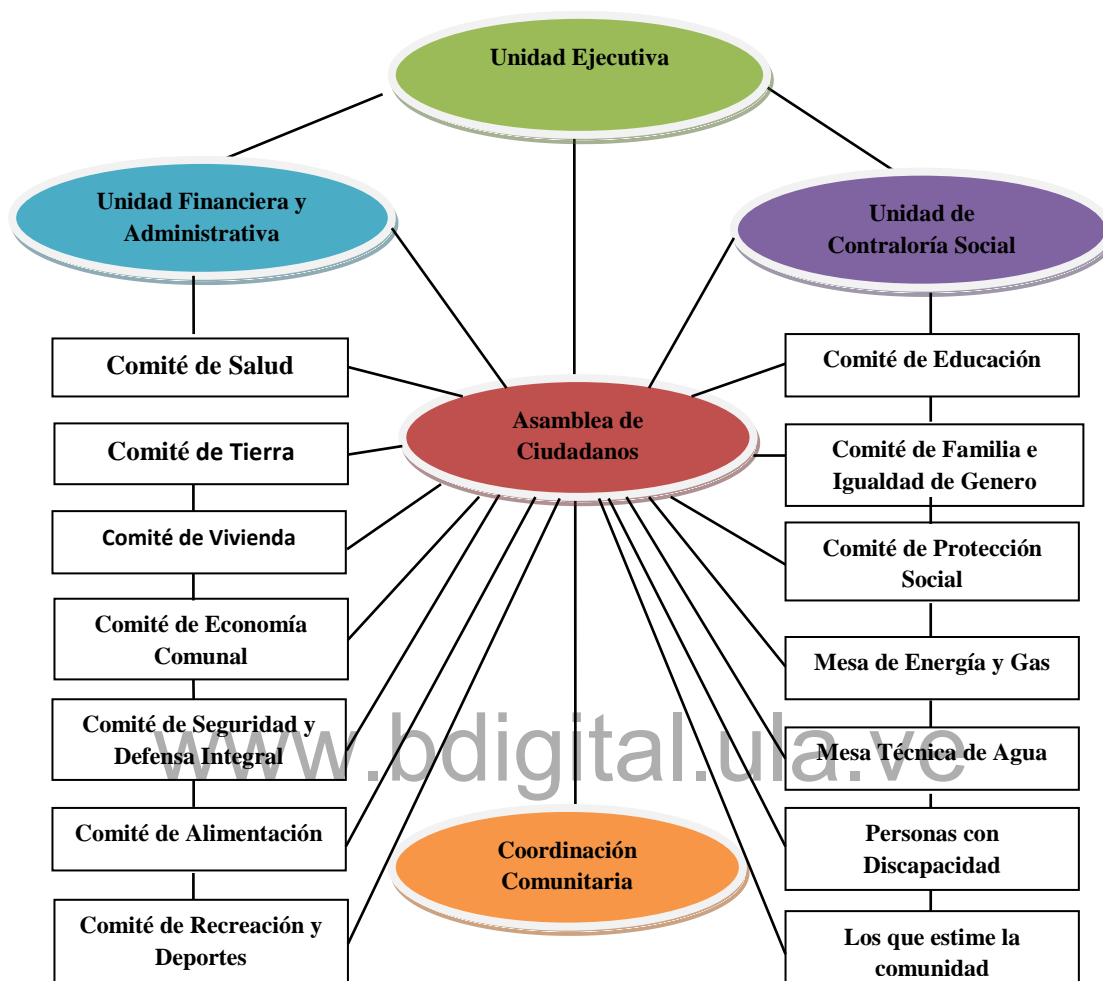 Unidad Ejecutiva
Unidad Financiera y
Administrativa
Unidad de
Contraloría Social
Comité de Salud
Comité de Tierra
Comité de Vivienda
Comité de Economía
Comunal
Comité de Seguridad y
Defensa Integral
Comité de Alimentación
Comité de Recreación y
Deportes
Asamblea de
Ciudadanos
Coordinación
Comunitaria
Comité de Educación
Comité de Familia e
Igualdad de Genero
Comité de Protección
Social
Mesa de Energía y Gas
Mesa Técnica de Agua
Personas con
Discapacidad
Los que estime la
comunidad
www.bdigital.ula.ve